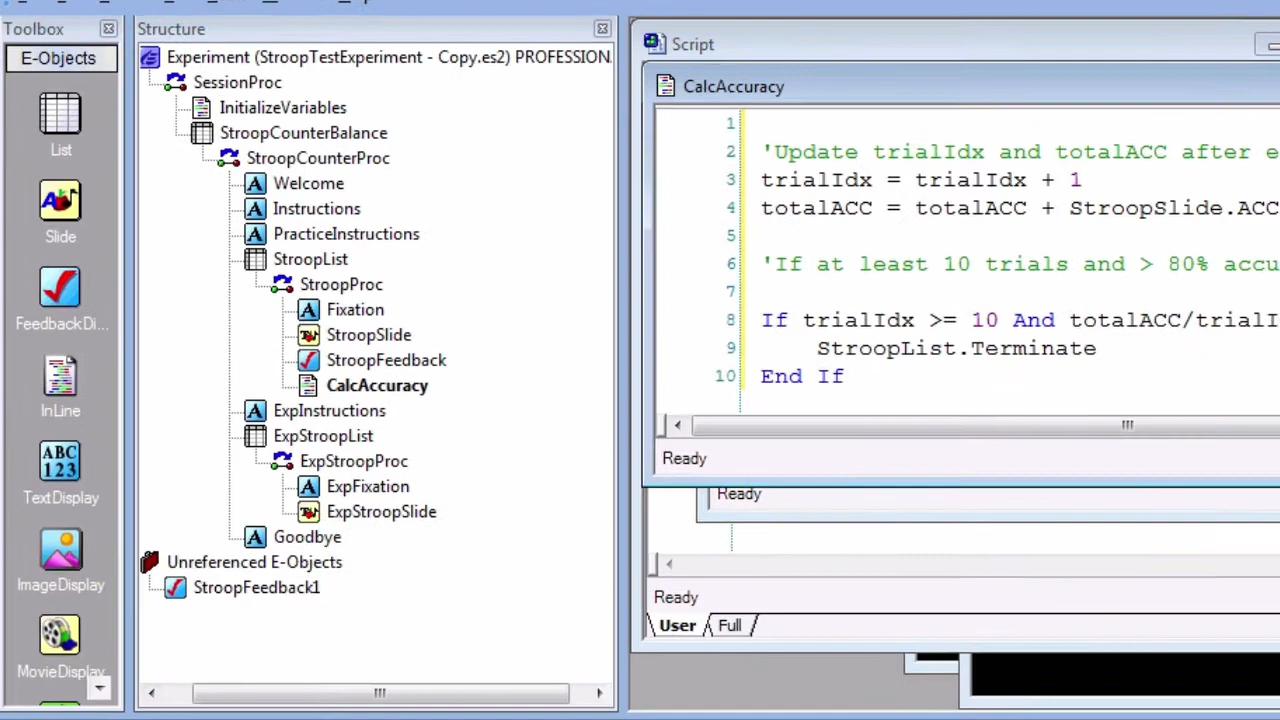 Toolbox
E-Objects
List
Slide
FeedbackDi...
InLine
ABC
123
TextDisplay
ImageDisplay
MovieDisplay
Structure
Experiment (StroopTestExperiment - Copy.es2) PROFESSION
SessionProc
InitializeVariables
StroopCounterBalance
StroopCounterProc
Welcome
Instructions
PracticeInstructions
StroopList
StroopProc
Fixation
StroopSlide
StroopFeedback
CalcAccuracy
ExpInstructions
ExpStroopList
ExpStroopProc
ExpFixation
ExpStroopSlide
Goodbye
Unreferenced E-Objects
StroopFeedback1
Script
CalcAccuracy
1
2 'Update trialIdx and totalACC after e
3 trialIdx = trialIdx + 1
4 totalACC = totalACC + StroopSlide.ACC
5
6 'If at least 10 trials and > 80% accu
7
8 If trialIdx >= 10 And totalACC/trialI
9 StroopList.Terminate
10 End If
Ready
Ready
Ready
User Full